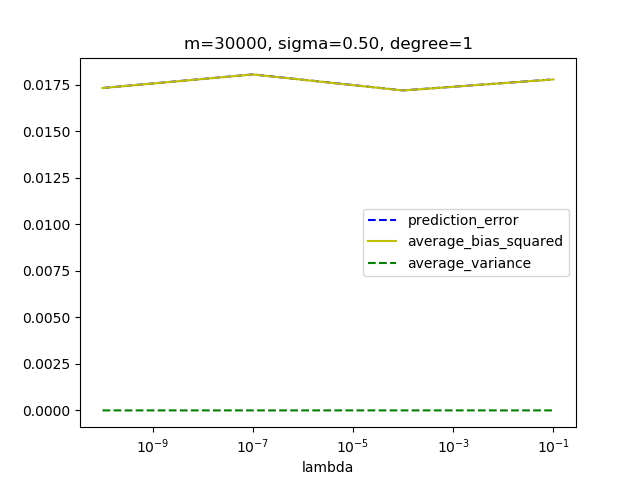 m=30000, sigma=0.50, degree=1
0.0175
0.0150
0.0125
0.0100
0.0075
0.0050
0.0025
0.0000
prediction_error
average_bias_squared
average_variance
10⁻⁹ 10⁻⁷ 10⁻⁵ 10⁻³ 10⁻¹
lambda